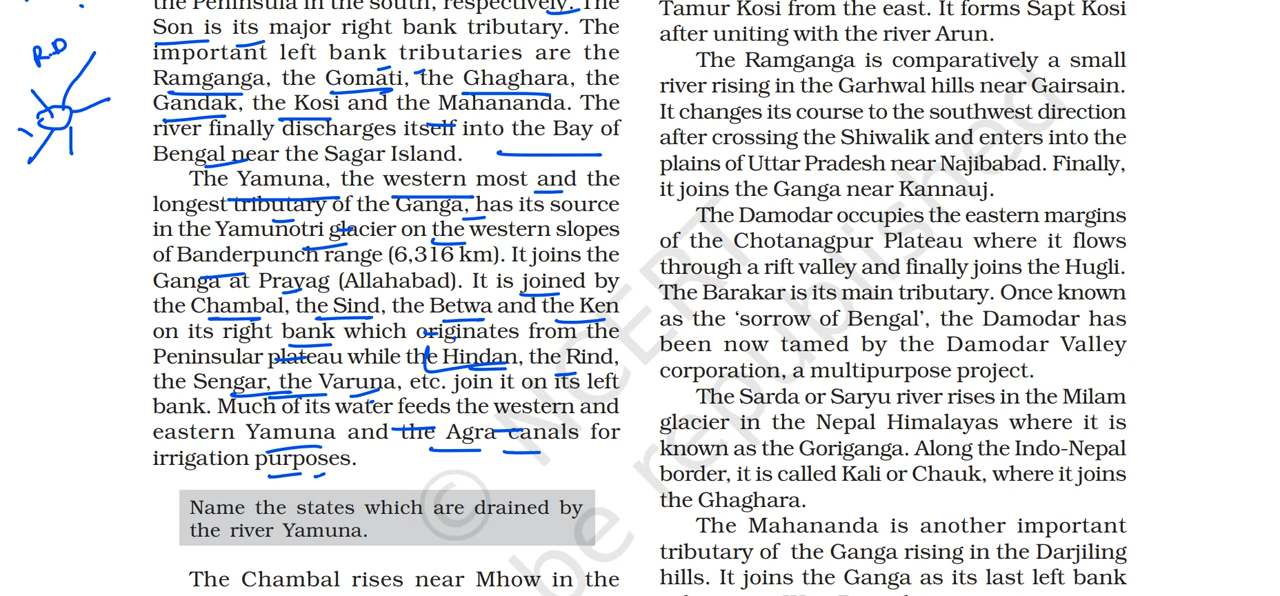 the Peninsula in the south, respectively. The
Son is its major right bank tributary. The
important left bank tributaries are the
Ramganga, the Gomati, the Ghaghara, the
Gandak, the Kosi and the Mahananda. The
river finally discharges itself into the Bay of
Bengal near the Sagar Island.
The Yamuna, the western most and the
longest tributary of the Ganga, has its source
in the Yamunotri glacier on the western slopes
of Banderpunch range (6,316 km). It joins the
Ganga at Prayag (Allahabad). It is joined by
the Chambal, the Sind, the Betwa and the Ken
on its right bank which originates from the
Peninsular plateau while the Hindan, the Rind,
the Sengar, the Varuna, etc. join it on its left
bank. Much of its water feeds the western and
eastern Yamuna and the Agra canals for
irrigation purposes.
Name the states which are drained by
the river Yamuna.
The Chambal rises near Mhow in the
R.D
Tamur Kosi from the east. It forms Sapt Kosi
after uniting with the river Arun.
The Ramganga is comparatively a small
river rising in the Garhwal hills near Gairsain.
It changes its course to the southwest direction
after crossing the Shiwalik and enters into the
plains of Uttar Pradesh near Najibabad. Finally,
it joins the Ganga near Kannauj.
The Damodar occupies the eastern margins
of the Chotanagpur Plateau where it flows
through a rift valley and finally joins the Hugli.
The Barakar is its main tributary. Once known
as the ‘sorrow of Bengal’, the Damodar has
been now tamed by the Damodar Valley
corporation, a multipurpose project.
The Sarda or Saryu river rises in the Milam
glacier in the Nepal Himalayas where it is
known as the Goriganga. Along the Indo-Nepal
border, it is called Kali or Chauk, where it joins
the Ghaghara.
The Mahananda is another important
tributary of the Ganga rising in the Darjiling
hills. It joins the Ganga as its last left bank
© NCERT
be republished